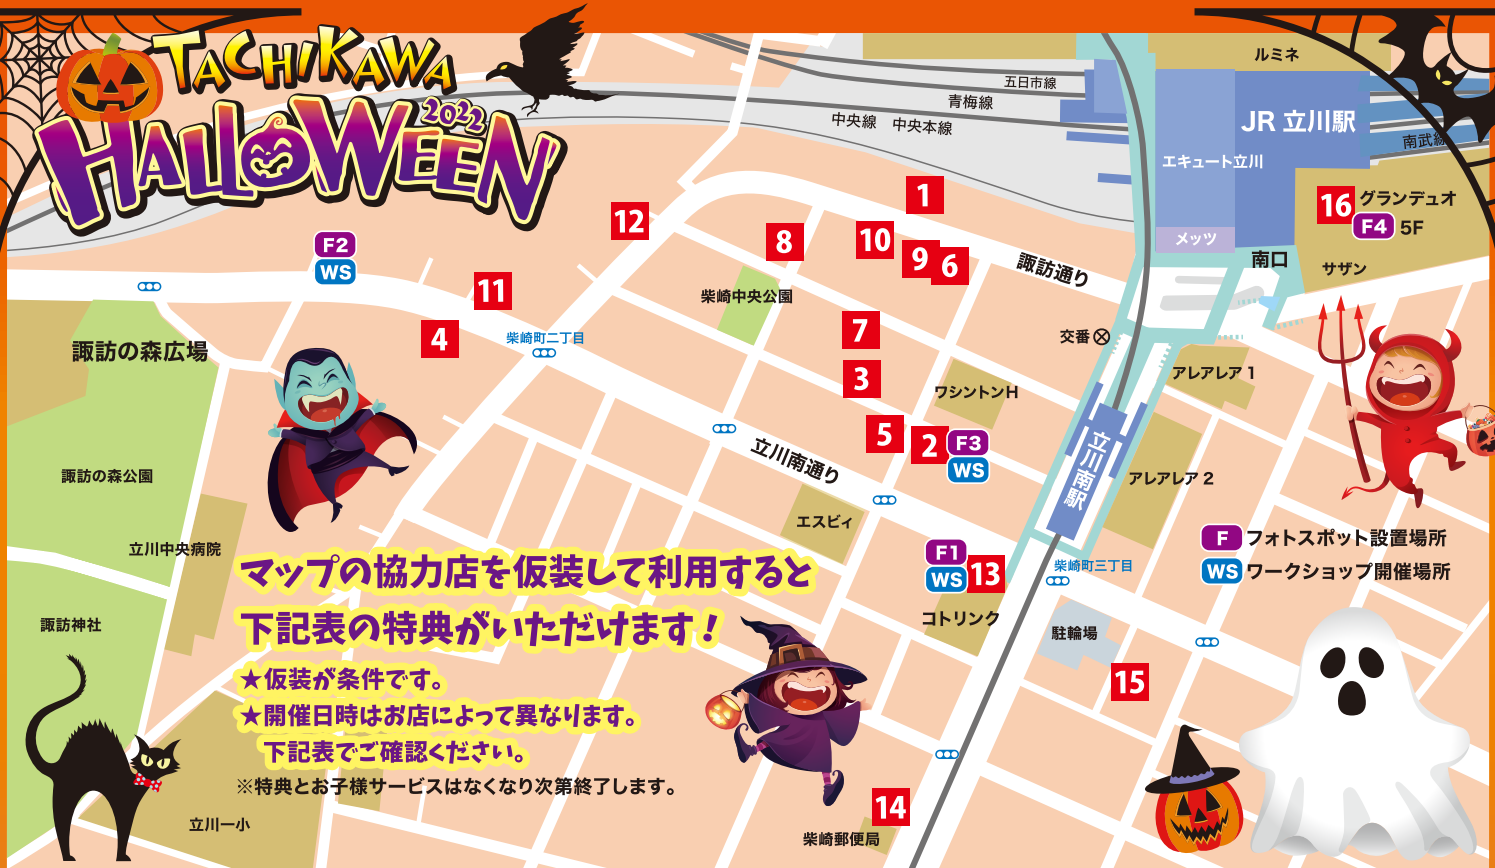 TACHIKAWA
HALLOWEEN
2022
ルミネ
五日市線
青梅線
中央線 中央本線
JR 立川駅
南武線
エキュート立川
メッツ
16
グランデュオ
F4
5F
南口
サザン
1
12
8
10
9
6
諏訪通り
F2
WS
11
柴崎中央公園
4
柴崎町二丁目
7
交番
諏訪の森広場
3
アレアレア 1
ワシントンH
5
2
F3
WS
立川南通り
立川南駅
アレアレア 2
諏訪の森公園
エスビィ
F
フォトスポット設置場所
WS
ワークショップ開催場所
立川中央病院
F1
WS
13
柴崎町三丁目
マップの協力店を仮装して利用すると
下記表の特典がいただけます!
コトリンク
駐輪場
諏訪神社
15
★仮装が条件です。
★開催日時はお店によって異なります。
下記表でご確認ください。
※特典とお子様サービスはなくなり次第終了します。
立川一小
14
柴崎郵便局